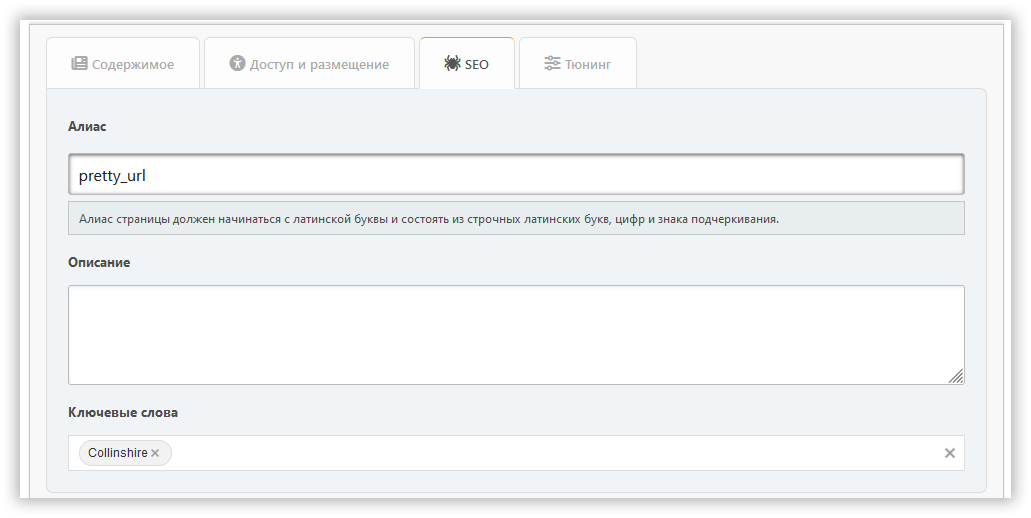 Содержимое Доступ и размещение SEO Тюнинг
Алиас
pretty_url
Алиас страницы должен начинаться с латинской буквы и состоять из строчных латинских букв, цифр и знака подчеркивания.
Описание
Ключевые слова
Collinshire